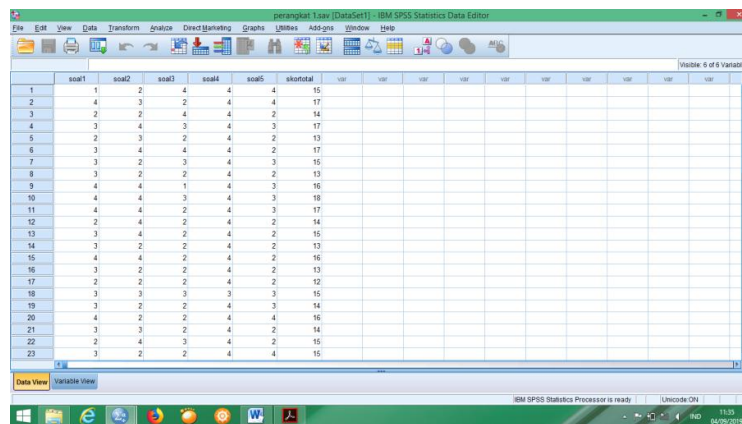 perangkat 1.sav [DataSet1] - IBM SPSS Statistics Data Editor
File Edit View Data Transform Analyze Direct Marketing Graphs Utilities Add-ons Window Help
Visible: 6 of 6 Variabl
soal1 soal2 soal3 soal4 soal5 skortotal var var var var var var var
1 1 2 4 4 4 15
2 4 3 2 4 4 17
3 2 2 4 4 2 14
4 3 4 3 4 3 17
5 2 3 2 4 2 13
6 3 4 4 4 2 17
7 3 2 3 4 3 15
8 3 2 2 4 2 13
9 4 4 1 4 3 16
10 4 4 3 4 3 18
11 4 4 2 4 3 17
12 2 4 2 4 2 14
13 3 4 2 4 2 15
14 3 2 2 4 2 13
15 4 4 2 4 2 16
16 3 2 2 4 2 13
17 2 2 2 4 2 12
18 3 3 3 3 3 15
19 3 2 2 4 3 14
20 4 2 2 4 4 16
21 3 3 2 4 2 14
22 2 4 3 4 2 15
23 3 2 2 4 4 15
Data View Variable View
IBM SPSS Statistics Processor is ready Unicode:ON
IND 11:35
04/09/2019